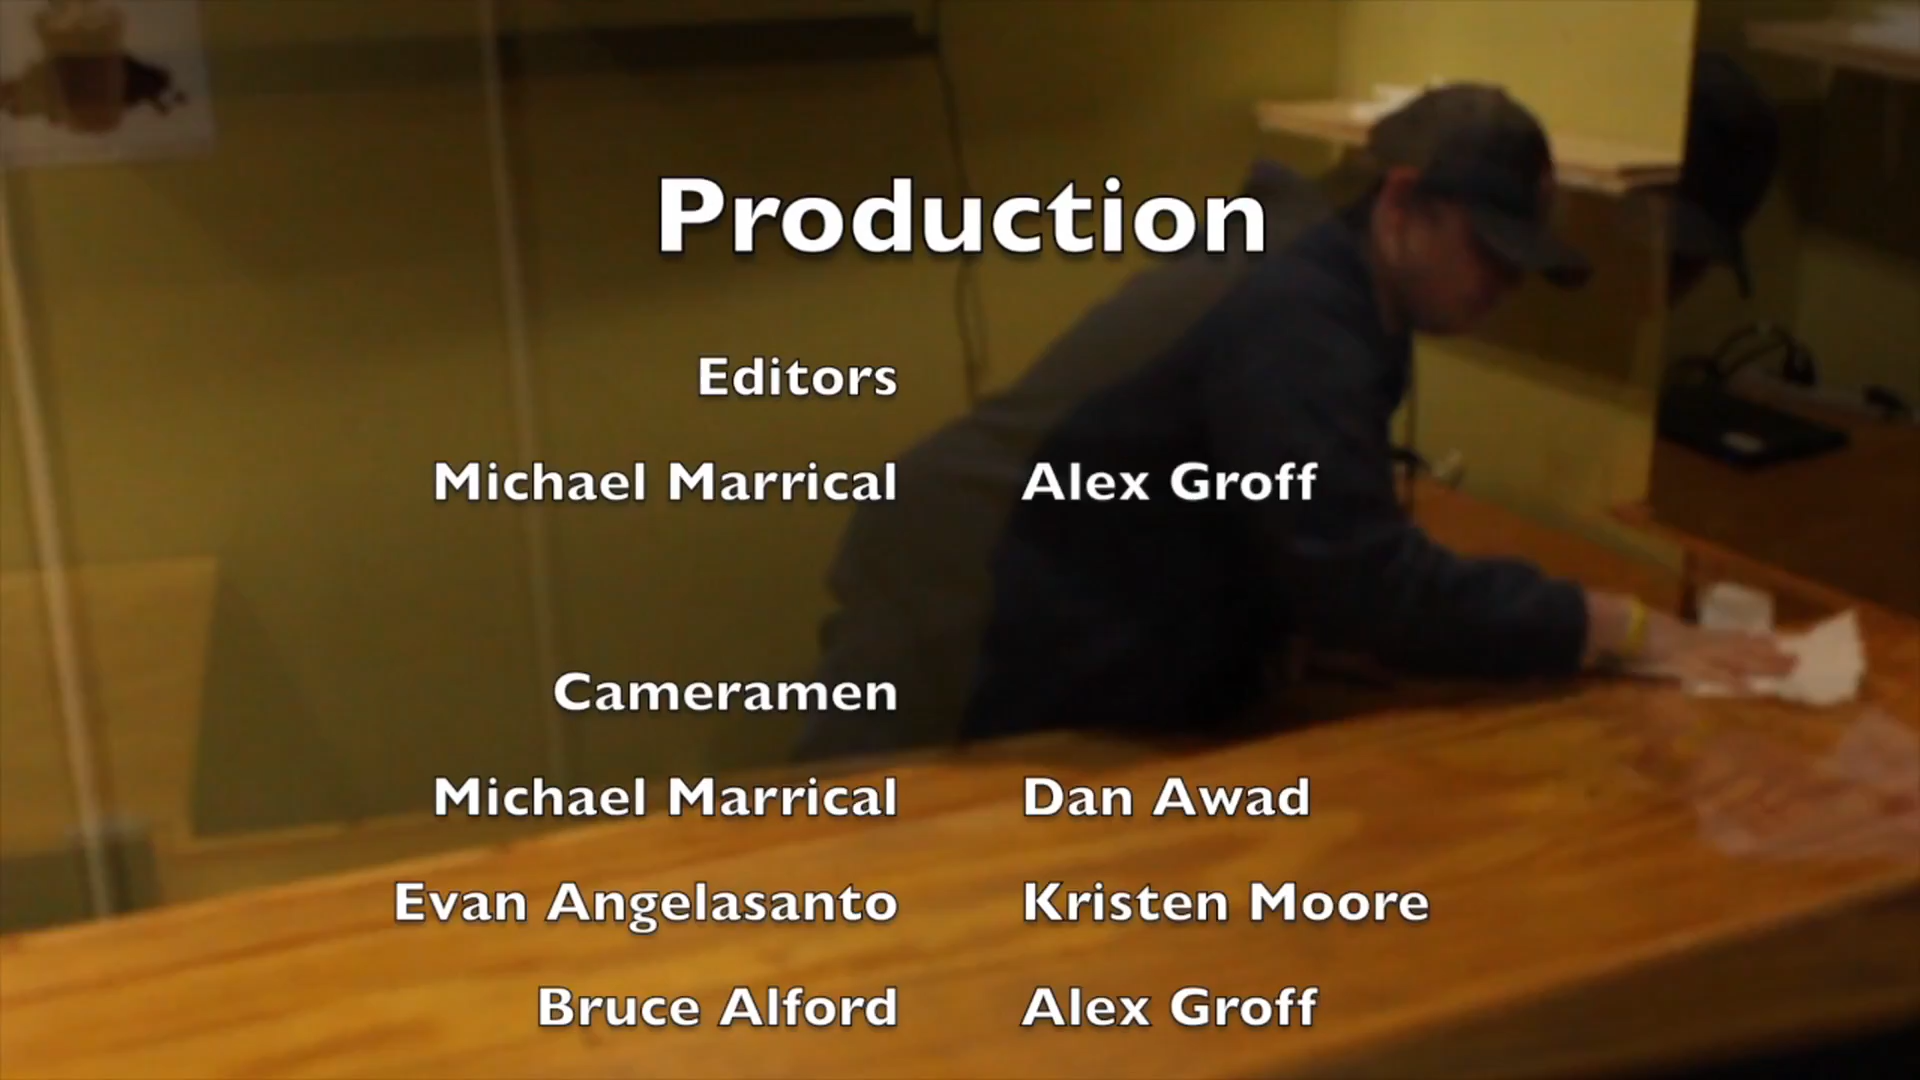 Production
Editors
Michael Marrical Alex Groff
Cameramen
Michael Marrical Dan Awad
Evan Angelasanto Kristen Moore
Bruce Alford Alex Groff